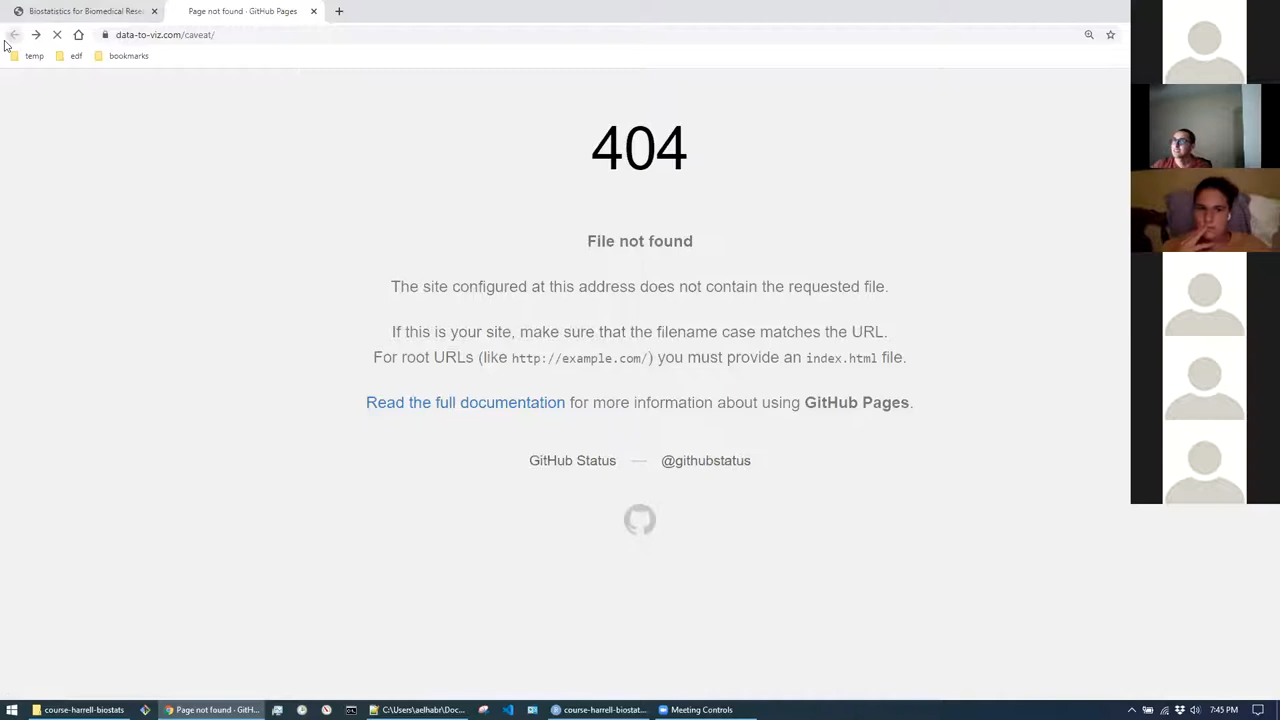 Biostatistics for Biomedical Rese
Page not found · GitHub Pages
data-to-viz.com/caveat/
temp
edf
bookmarks
404
File not found
The site configured at this address does not contain the requested file.
If this is your site, make sure that the filename case matches the URL.
For root URLs (like http://example.com/) you must provide an index.html file.
Read the full documentation for more information about using GitHub Pages.
GitHub Status — @githubstatus
course-harrell-biostats
Page not found · GitH...
C:\Users\aelhabr\Doc...
course-harrell-biostat...
Meeting Controls
7:45 PM